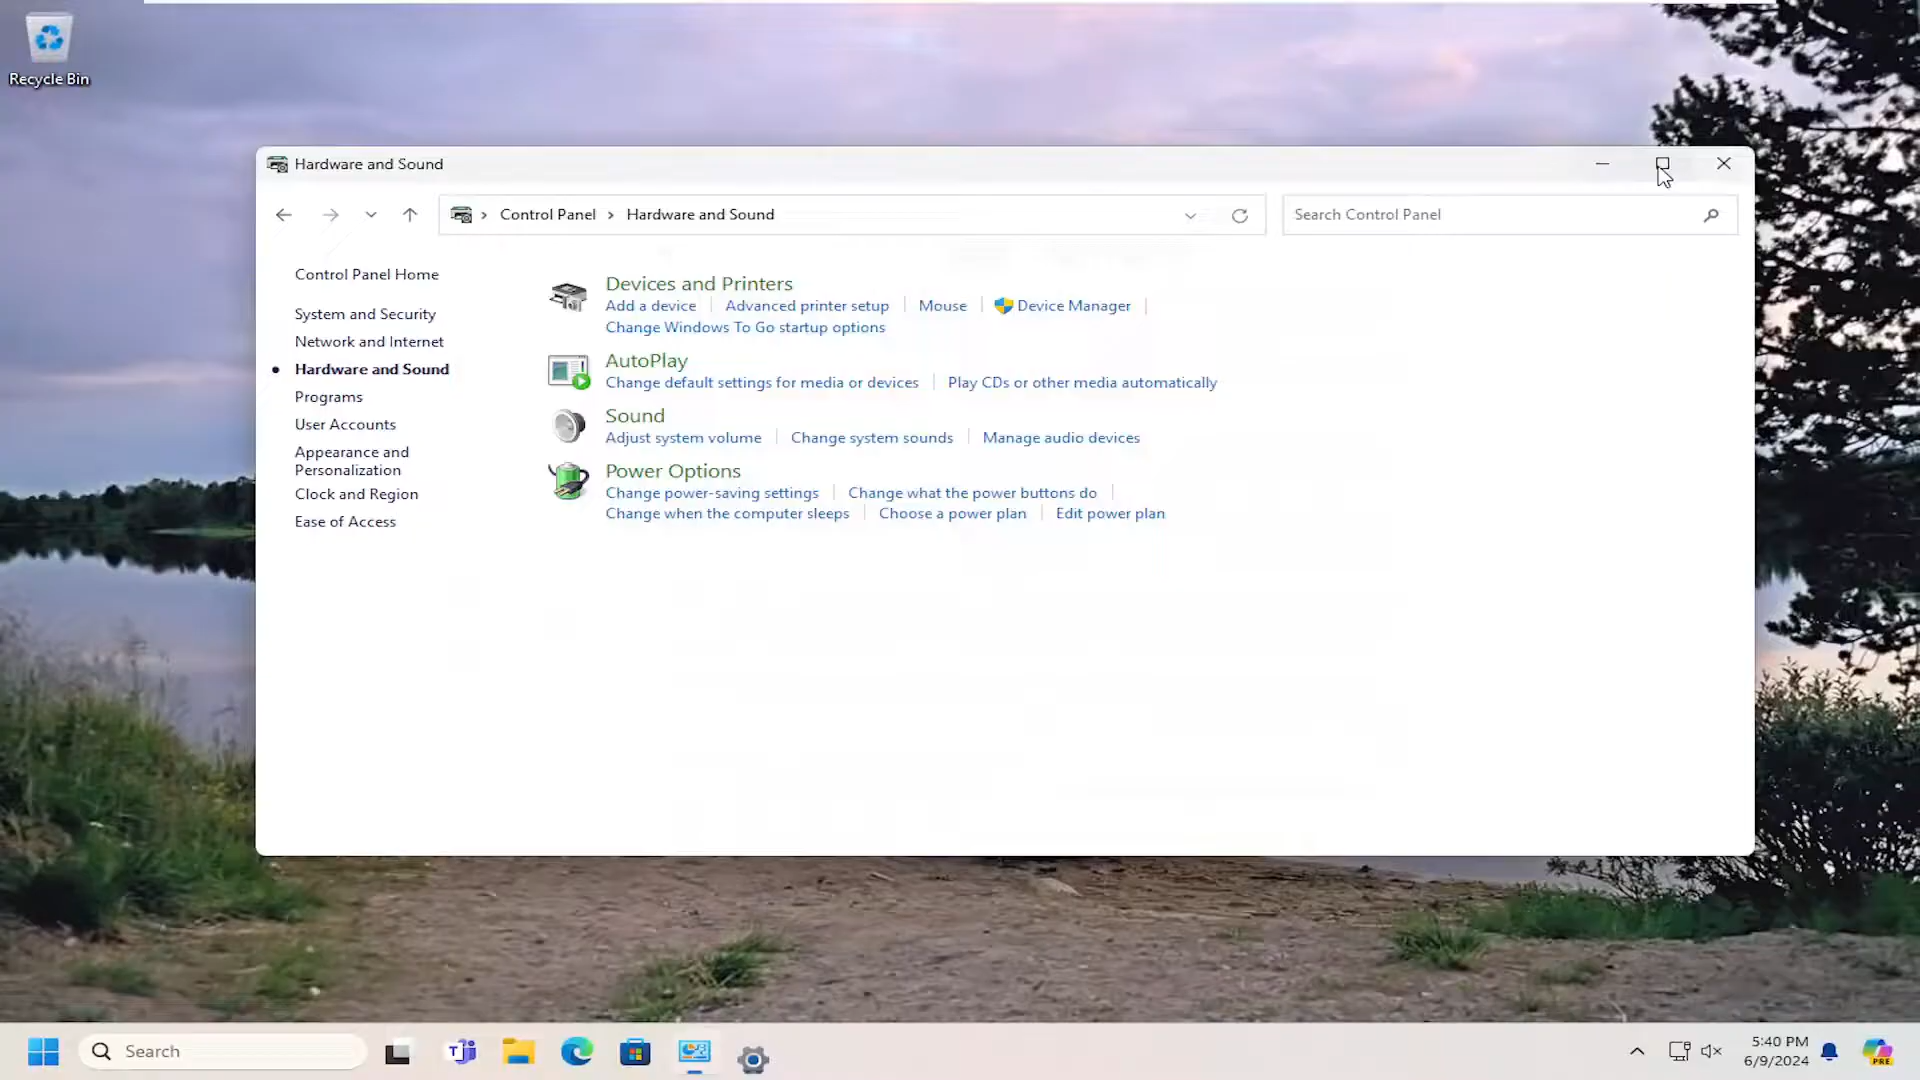 Recycle Bin
Hardware and Sound
Control Panel
Hardware and Sound
Search Control Panel
Control Panel Home
System and Security
Network and Internet
Hardware and Sound
Programs
User Accounts
Appearance and
Personalization
Clock and Region
Ease of Access
Devices and Printers
Add a device Advanced printer setup Mouse Device Manager
Change Windows To Go startup options
AutoPlay
Change default settings for media or devices Play CDs or other media automatically
Sound
Adjust system volume Change system sounds Manage audio devices
Power Options
Change power-saving settings Change what the power buttons do
Change when the computer sleeps Choose a power plan Edit power plan
Search
5:40 PM
6/9/2024
PRE